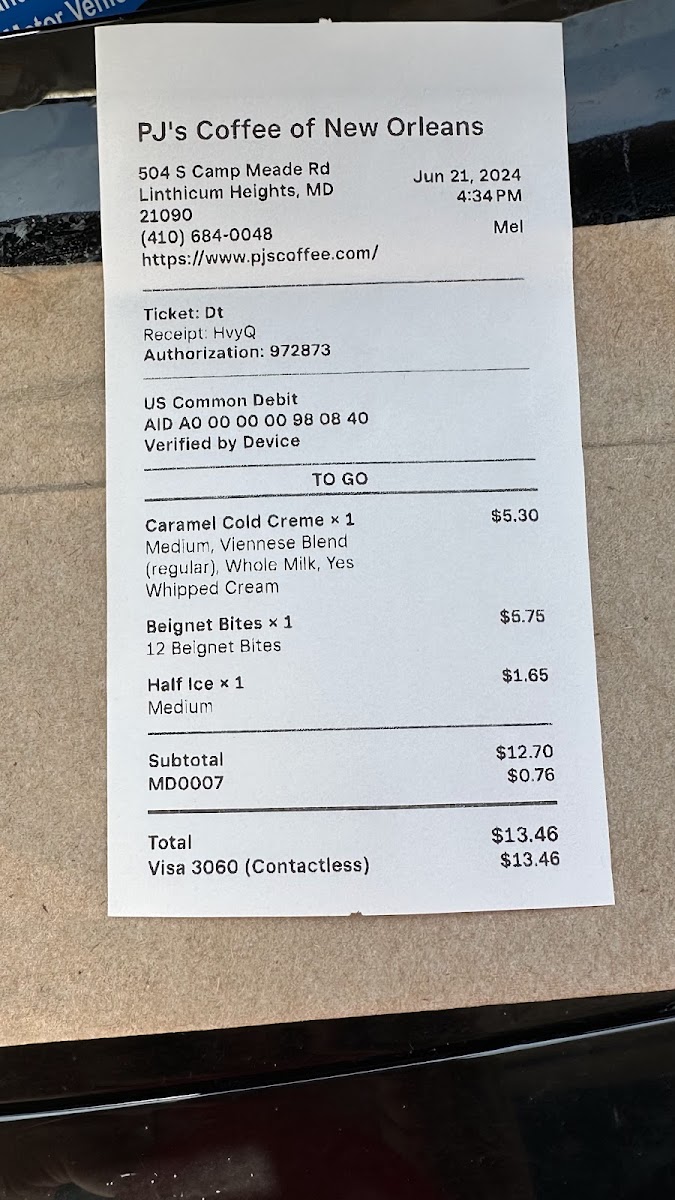 PJ's Coffee of New Orleans
504 S Camp Meade Rd
Linthicum Heights, MD
21090
(410) 684-0048
https://www.pjscoffee.com/
Jun 21, 2024
4:34 PM
Mel
Ticket: Dt
Receipt: HvyQ
Authorization: 972873
US Common Debit
AID A0 00 00 00 98 08 40
Verified by Device
TO GO
Caramel Cold Creme × 1 $5.30
Medium, Viennese Blend
(regular), Whole Milk, Yes
Whipped Cream
Beignet Bites × 1 $5.75
12 Beignet Bites
Half Ice × 1 $1.65
Medium
Subtotal $12.70
MD0007 $0.76
Total $13.46
Visa 3060 (Contactless) $13.46